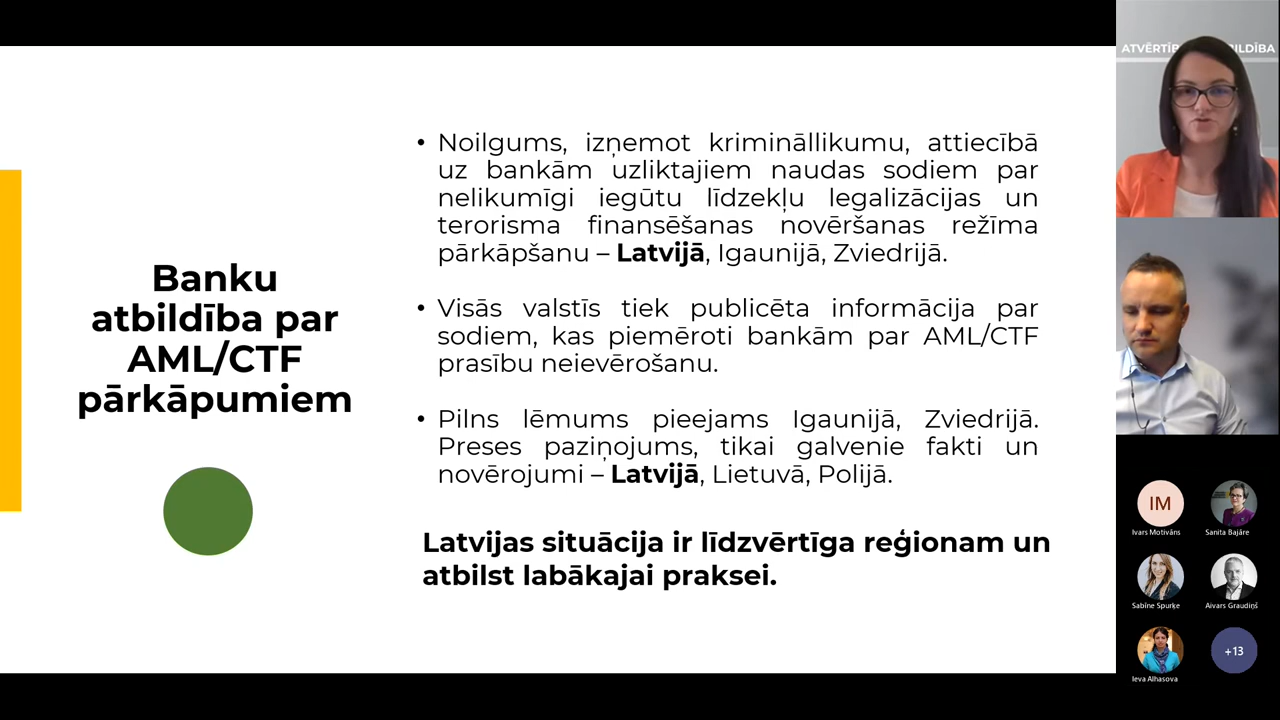 Banku
atbildība par
AML/CTF
pārkāpumiem
• Noilgums, izņemot krimināllikumu, attiecībā
uz bankām uzliktajiem naudas sodiem par
nelikumīgi iegūtu līdzekļu legalizācijas un
terorisma finansēšanas novēršanas režīma
pārkāpšanu – Latvijā, Igaunijā, Zviedrijā.
• Visās valstīs tiek publicēta informācija par
sodiem, kas piemēroti bankām par AML/CTF
prasību neievērošanu.
• Pilns lēmums pieejams Igaunijā, Zviedrijā.
Preses paziņojums, tikai galvenie fakti un
novērojumi – Latvijā, Lietuvā, Polijā.
Latvijas situācija ir līdzvērtīga reģionam un
atbilst labākajai praksei.
IM
Ivars Motivāns
Sanita Bajāre
Sabīne Spurķe
Aivars Graudiņš
Ieva Alhasova
+13